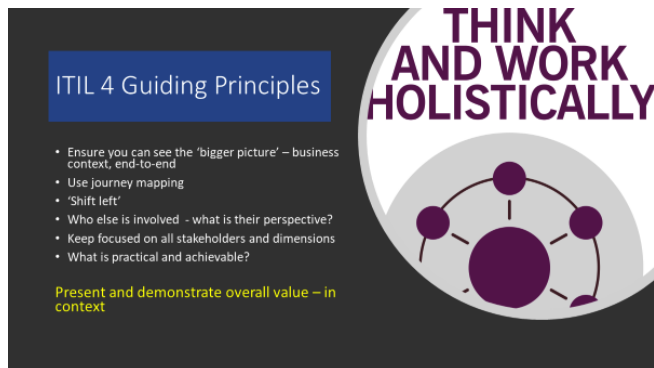 THINK
AND WORK
HOLISTICALLY
ITIL 4 Guiding Principles
• Ensure you can see the ‘bigger picture’ – business
context, end-to-end
• Use journey mapping
• ‘Shift left’
• Who else is involved - what is their perspective?
• Keep focused on all stakeholders and dimensions
• What is practical and achievable?
Present and demonstrate overall value – in
context